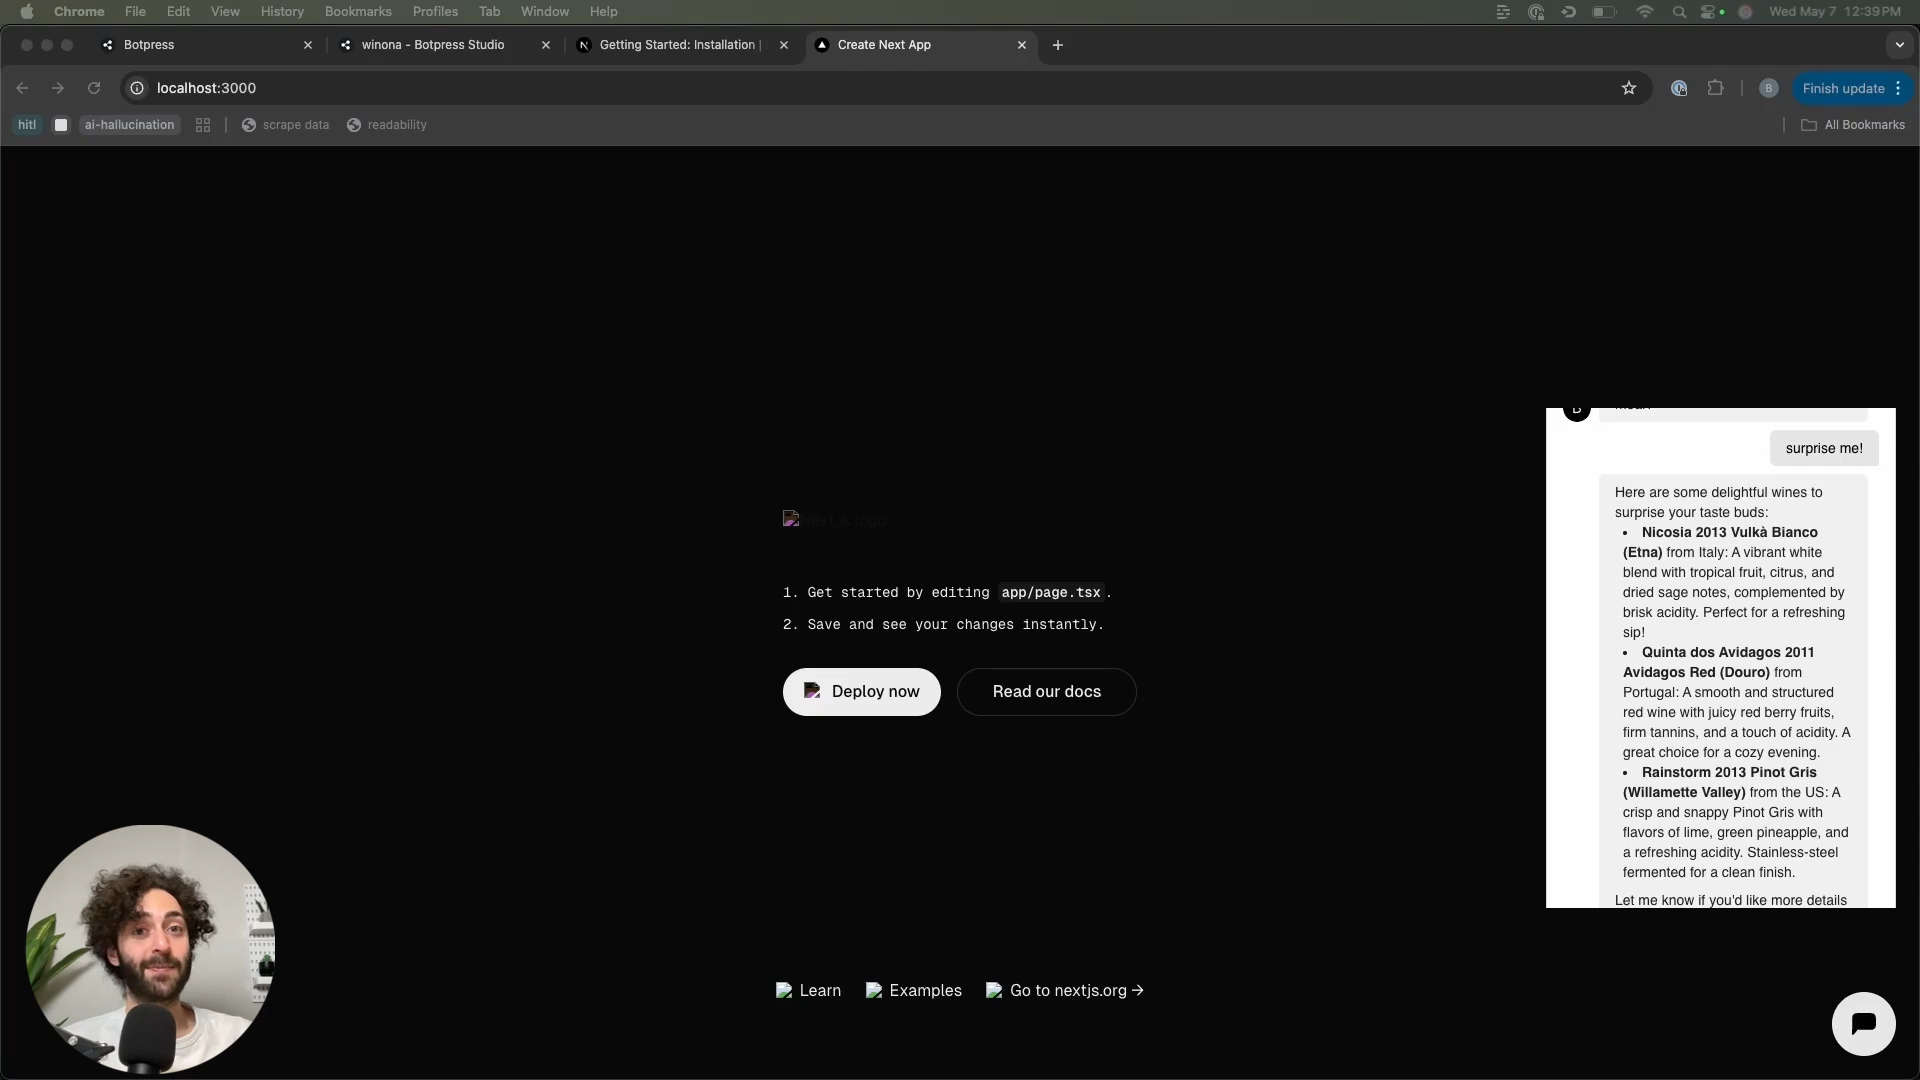 Chrome File Edit View History Bookmarks Profiles Tab Window Help
Wed May 7 12:39 PM
Botpress
winona - Botpress Studio
Getting Started: Installation |
Create Next App
localhost:3000
B
Finish update
hitl
ai-hallucination
scrape data
readability
All Bookmarks
B
surprise me!
Here are some delightful wines to
surprise your taste buds:
• Nicosia 2013 Vulkà Bianco
(Etna) from Italy: A vibrant white
blend with tropical fruit, citrus, and
dried sage notes, complemented by
brisk acidity. Perfect for a refreshing
sip!
• Quinta dos Avidagos 2011
Avidagos Red (Douro) from
Portugal: A smooth and structured
red wine with juicy red berry fruits,
firm tannins, and a touch of acidity. A
great choice for a cozy evening.
• Rainstorm 2013 Pinot Gris
(Willamette Valley) from the US: A
crisp and snappy Pinot Gris with
flavors of lime, green pineapple, and
a refreshing acidity. Stainless-steel
fermented for a clean finish.
Let me know if you'd like more details
Next.js logo
1. Get started by editing app/page.tsx.
2. Save and see your changes instantly.
Deploy now
Read our docs
Learn
Examples
Go to nextjs.org →